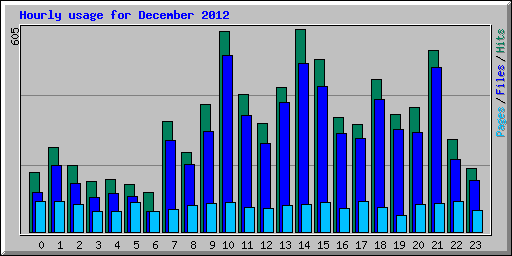 Hourly usage for December 2012
605
Pages/Files/Hits
0 1 2 3 4 5 6 7 8 9 10 11 12 13 14 15 16 17 18 19 20 21 22 23